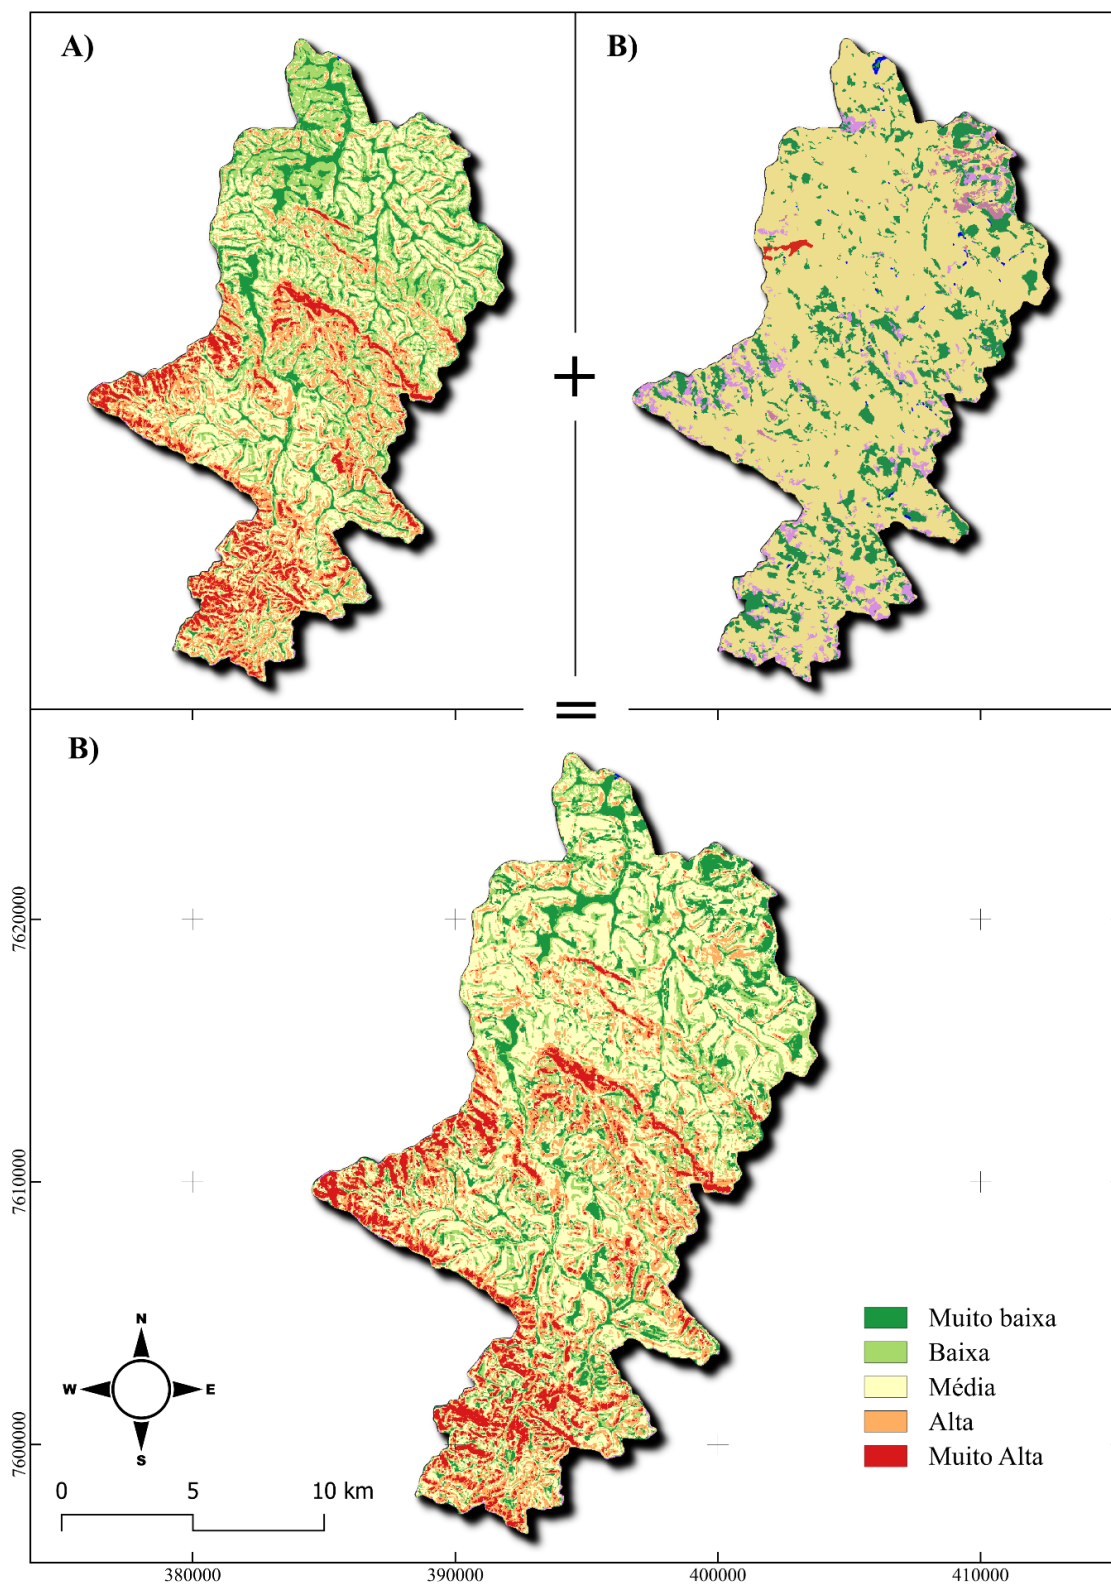 A)
B)
+
=
B)
7620000
7610000
7600000
N
W
E
S
0
5
10 km
Muito baixa
Baixa
Média
Alta
Muito Alta
380000
390000
400000
410000